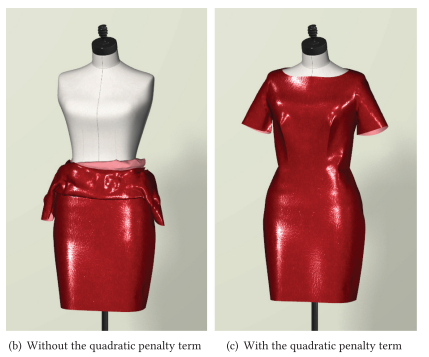 (b) Without the quadratic penalty term
(c) With the quadratic penalty term